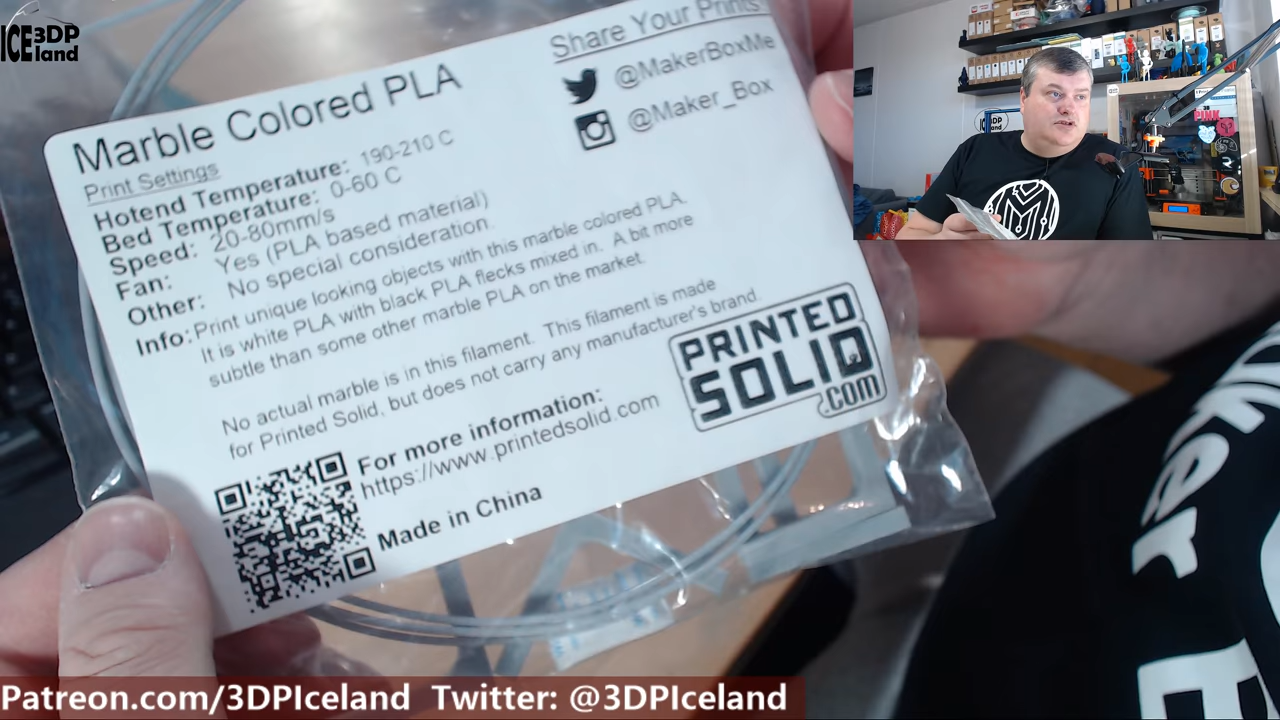 ICE 3DP
land
Marble Colored PLA
Print Settings
Hotend Temperature: 190-210 C
Bed Temperature: 0-60 C
Speed: 20-80mm/s
Fan: Yes (PLA based material)
Other: No special consideration.
Info: Print unique looking objects with this marble colored PLA.
It is white PLA with black PLA flecks mixed in. A bit more
subtle than some other marble PLA on the market.
No actual marble is in this filament. This filament is made
for Printed Solid, but does not carry any manufacturer's brand.
For more information:
https://www.printedsolid.com
Made in China
Share Your Prints!
@MakerBoxMe
@Maker_Box
PRINTED
SOLID
.com
PINK
Patreon.com/3DPIceland Twitter: @3DPIceland